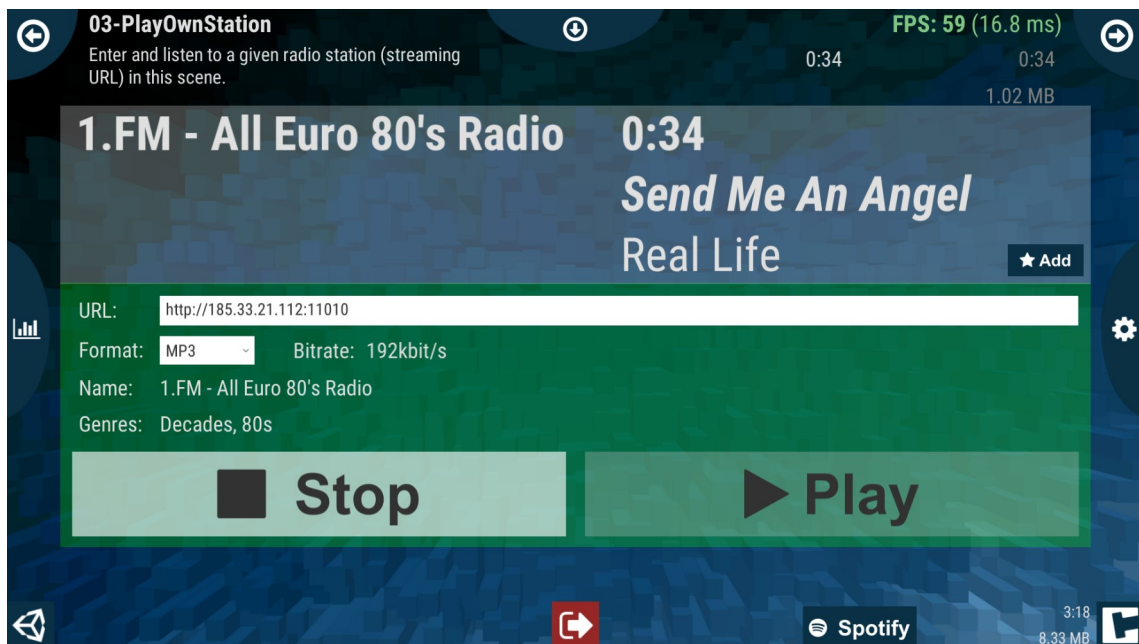 03-PlayOwnStation
FPS: 59 (16.8 ms)
Enter and listen to a given radio station (streaming
URL) in this scene.
0:34
0:34
1.02 MB
1.FM - All Euro 80's Radio
0:34
Send Me An Angel
Real Life
Add
URL:
http://185.33.21.112:11010
Format:
MP3
Bitrate: 192kbit/s
Name:
1.FM - All Euro 80's Radio
Genres:
Decades, 80s
Stop
Play
Spotify
3:18
8.33 MB